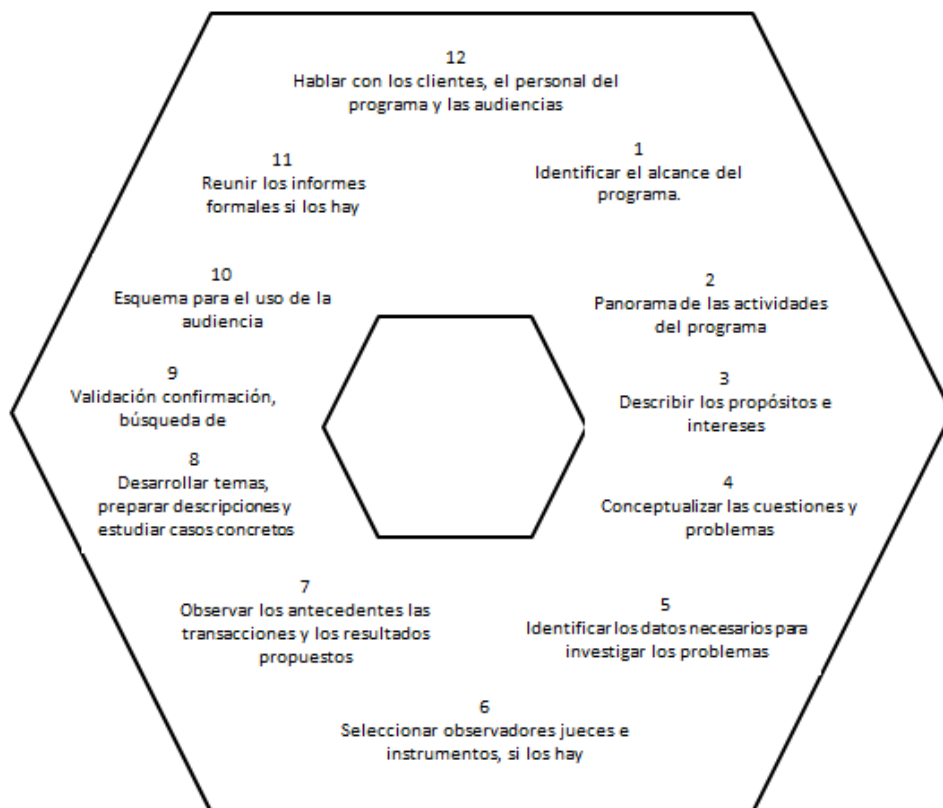 12
Hablar con los clientes, el personal del
programa y las audiencias
1
Identificar el alcance del
programa.
2
Panorama de las actividades
del programa
3
Describir los propósitos e
intereses
4
Conceptualizar las cuestiones y
problemas
5
Identificar los datos necesarios para
investigar los problemas
6
Seleccionar observadores jueces e
instrumentos, si los hay
7
Observar los antecedentes las
transacciones y los resultados
propuestos
8
Desarrollar temas,
preparar descripciones y
estudiar casos concretos
9
Validación confirmación,
búsqueda de
10
Esquema para el uso de la
audiencia
11
Reunir los informes
formales si los hay